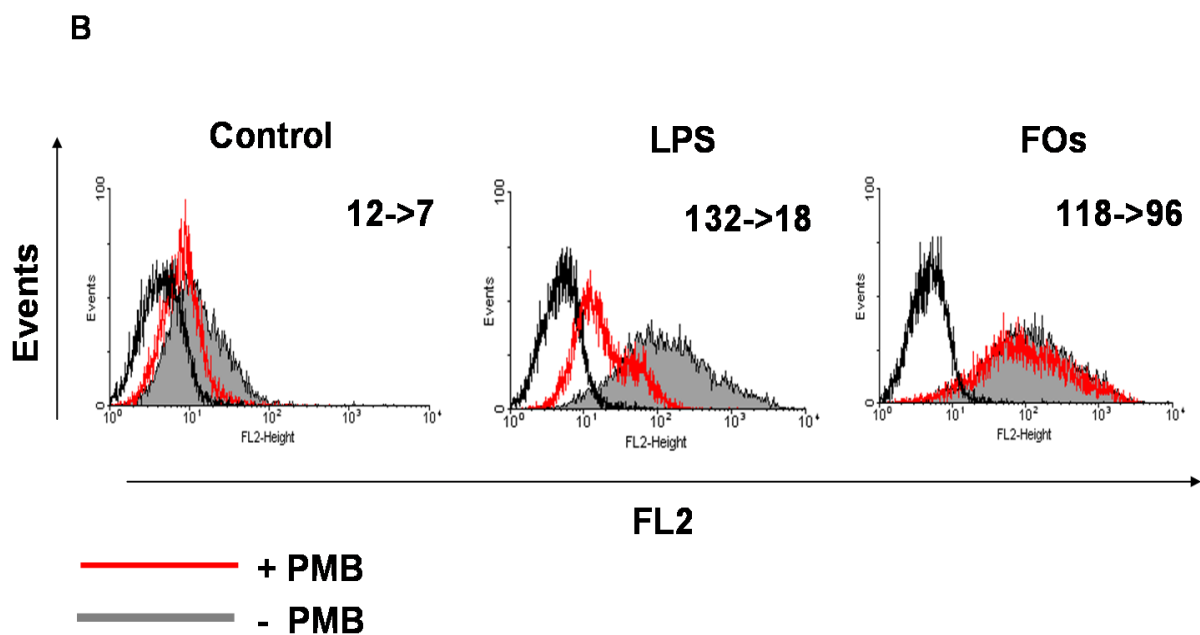 B
Control
LPS
FOs
12->7
132->18
118->96
100
Events
0
10^0 10^1 10^2 10^3 10^4
FL2-Height
100
Events
0
10^0 10^1 10^2 10^3 10^4
FL2-Height
100
Events
0
10^0 10^1 10^2 10^3 10^4
FL2-Height
Events
FL2
+ PMB
- PMB